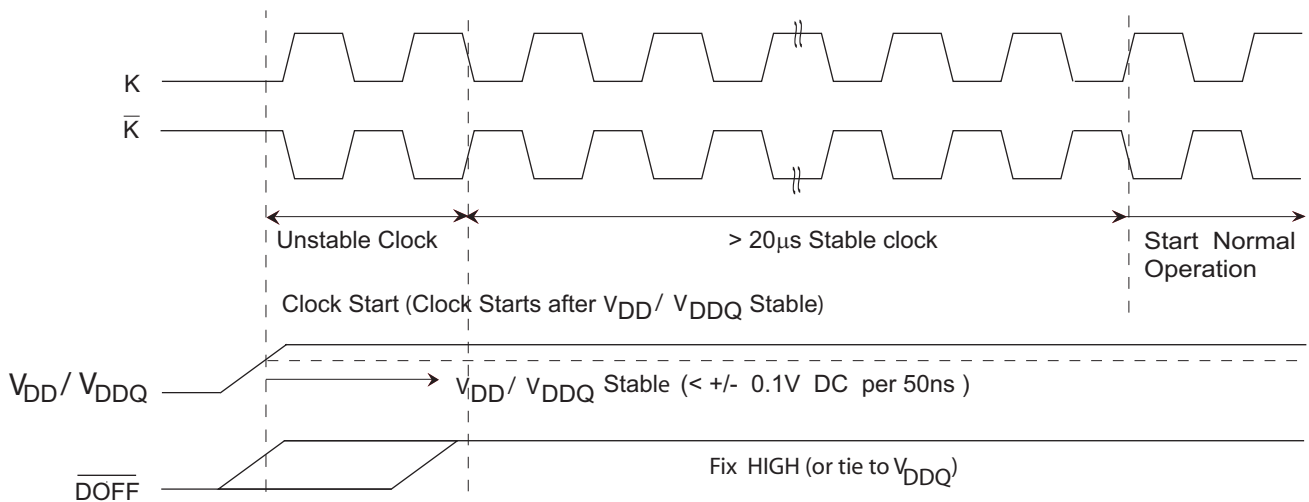 K
K̅
Unstable Clock
> 20μs Stable clock
Start Normal
Operation
Clock Start (Clock Starts after VDD/ VDDQ Stable)
VDD/ VDDQ
VDD/ VDDQ Stable (< +/- 0.1V DC per 50ns )
D̅O̅F̅F̅
Fix HIGH (or tie to VDDQ)